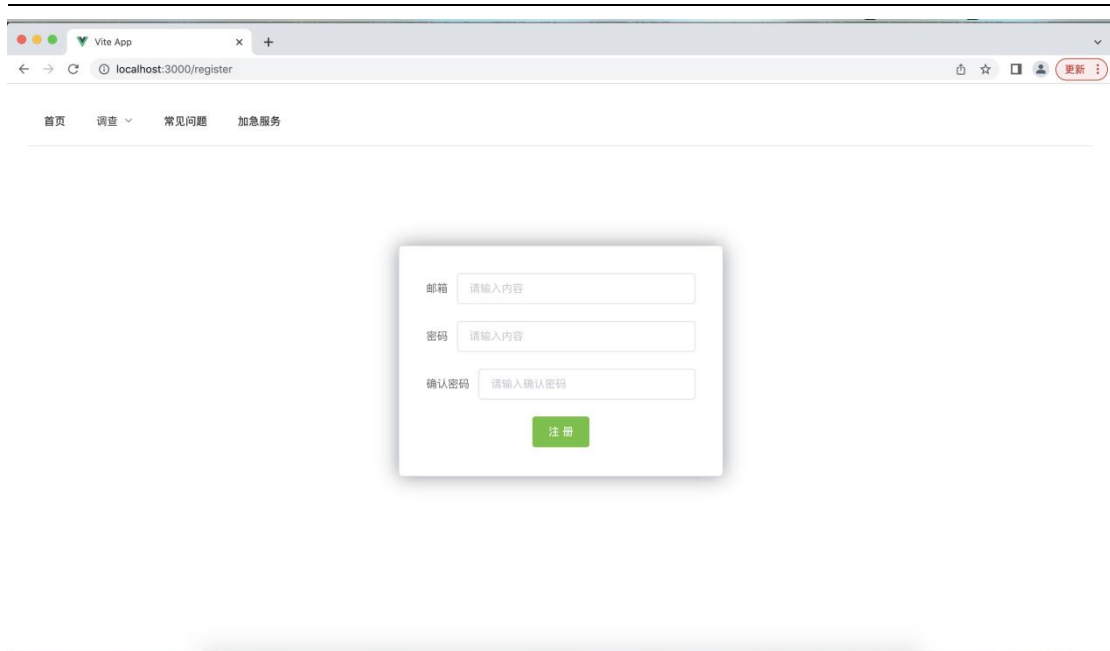 Vite App
localhost:3000/register
更新
首页 调查 常见问题 加急服务
邮箱 请输入内容
密码 请输入内容
确认密码 请输入确认密码
注 册